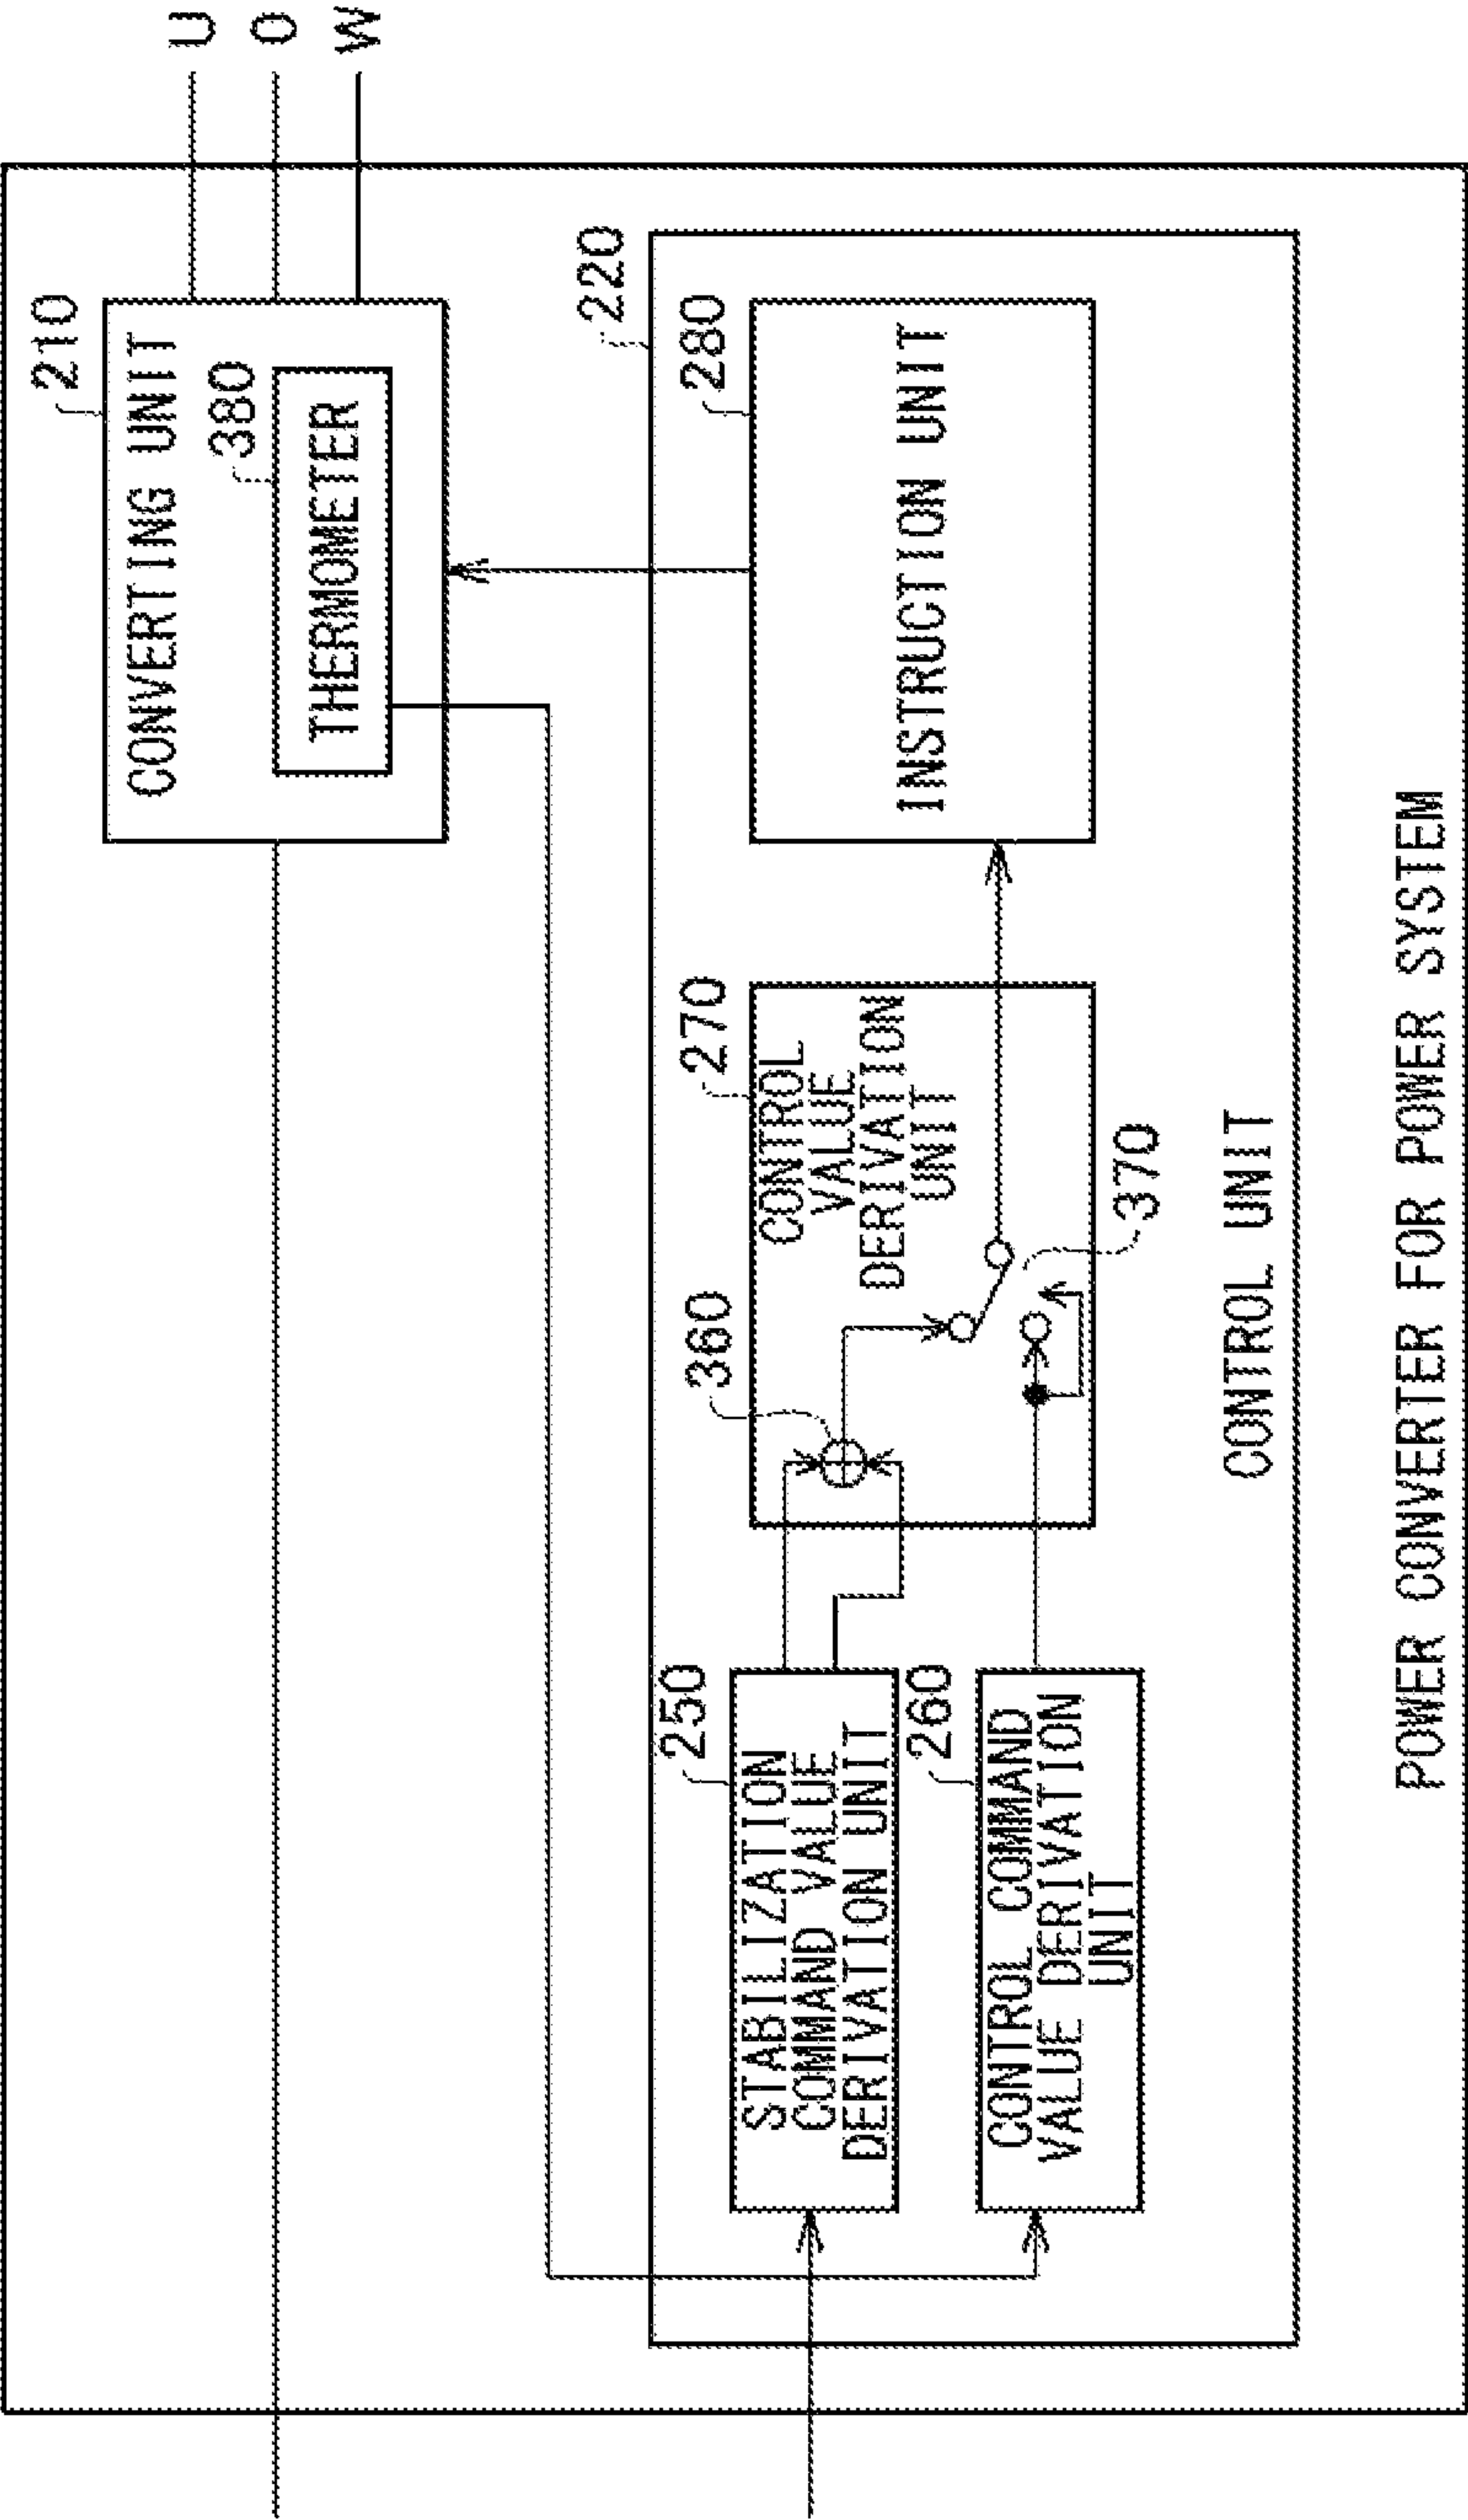 210
CONVERTING UNIT
380
THERMOMETER
U
O
W
220
250
STABILIZATION
COMMAND VALUE
DERIVATION UNIT
260
CONTROL COMMAND
VALUE DERIVATION
UNIT
360
270
CONTROL
VALUE
DERIVATION
UNIT
370
280
INSTRUCTION UNIT
CONTROL UNIT
POWER CONVERTER FOR POWER SYSTEM